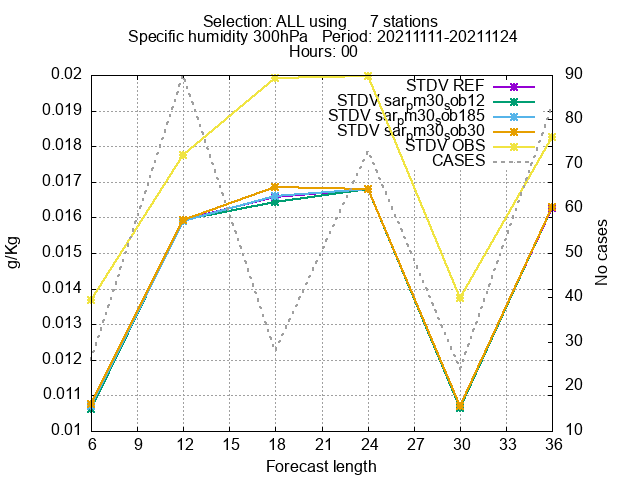 Selection: ALL using 7 stations
Specific humidity 300hPa Period: 20211111-20211124
Hours: 00
0.02
0.019
0.018
0.017
0.016
0.015
0.014
0.013
0.012
0.011
0.01
g/Kg
STDV REF
STDV sarpm30sob12
STDV sarpm30sob185
STDV sarpm30sob30
STDV OBS
CASES
90
80
70
60
50
40
30
20
10
No cases
6 9 12 15 18 21 24 27 30 33 36
Forecast length